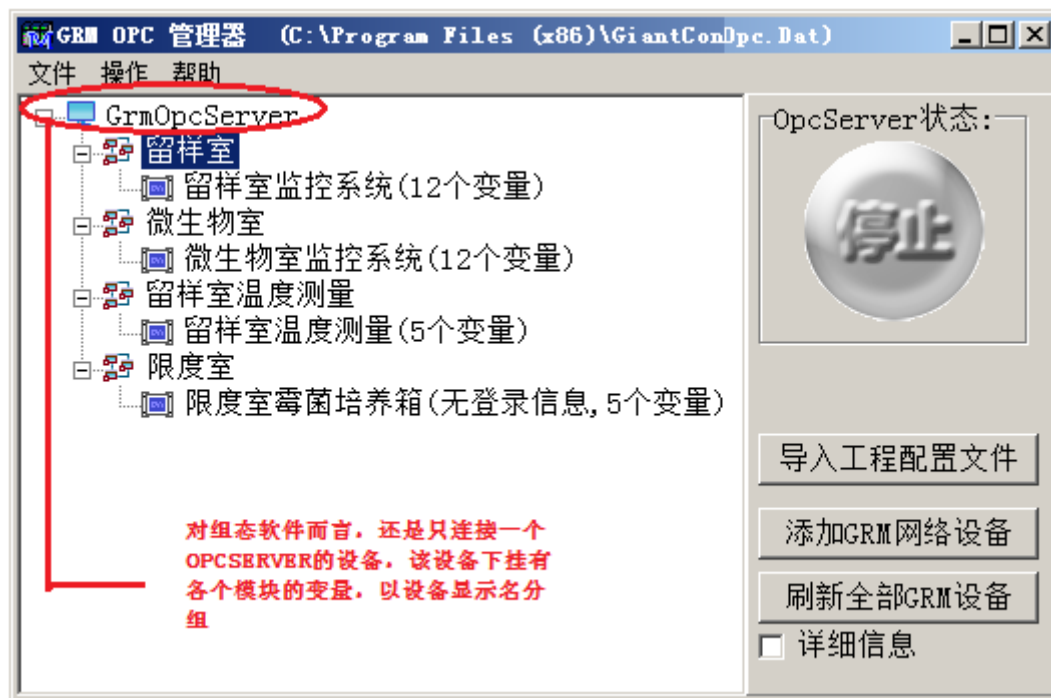 GRM OPC 管理器 (C:\Program Files (x86)\GiantConOpc.Dat)
文件 操作 帮助
GrmOpcServer
留样室
留样室监控系统(12个变量)
微生物室
微生物室监控系统(12个变量)
留样室温度测量
留样室温度测量(5个变量)
限度室
限度室霉菌培养箱(无登录信息,5个变量)
对组态软件而言，还是只连接一个
OPCSERVER的设备，该设备下挂有
各个模块的变量，以设备显示名分
组
OpcServer状态:
停止
导入工程配置文件
添加GRM网络设备
刷新全部GRM设备
详细信息